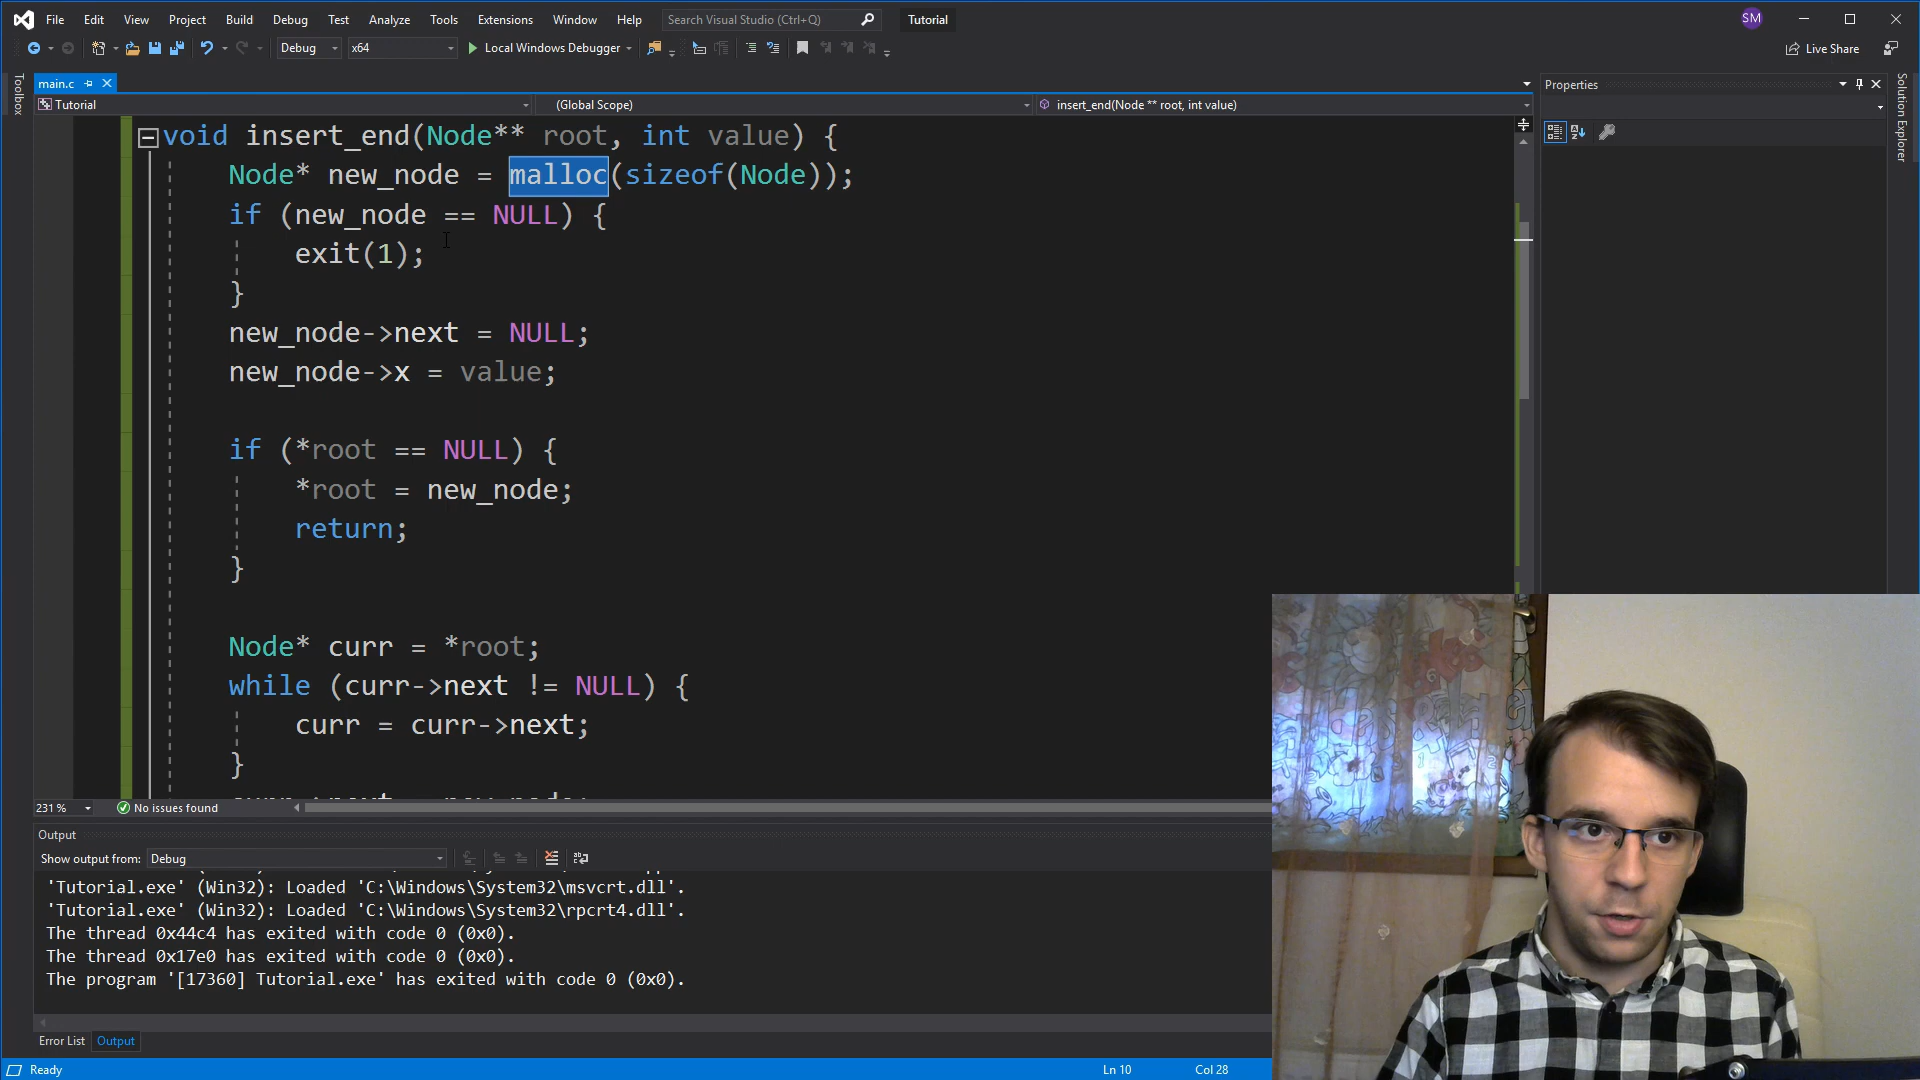 File Edit View Project Build Debug Test Analyze Tools Extensions Window Help Search Visual Studio (Ctrl+Q) Tutorial SM
Debug x64 Local Windows Debugger Live Share
Toolbox
main.c
Tutorial (Global Scope) insert_end(Node ** root, int value)
void insert_end(Node** root, int value) {
Node* new_node = malloc(sizeof(Node));
if (new_node == NULL) {
exit(1);
}
new_node->next = NULL;
new_node->x = value;
if (*root == NULL) {
*root = new_node;
return;
}
Node* curr = *root;
while (curr->next != NULL) {
curr = curr->next;
}
231 % No issues found
Properties
Solution Explorer
Output
Show output from: Debug
'Tutorial.exe' (Win32): Loaded 'C:\Windows\System32\msvcrt.dll'.
'Tutorial.exe' (Win32): Loaded 'C:\Windows\System32\rpcrt4.dll'.
The thread 0x44c4 has exited with code 0 (0x0).
The thread 0x17e0 has exited with code 0 (0x0).
The program '[17360] Tutorial.exe' has exited with code 0 (0x0).
Error List Output
Ready Ln 10 Col 28